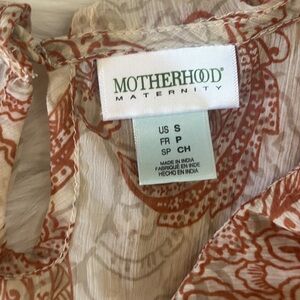 MOTHERHOOD®
MATERNITY
US S
FR P
SP CH
MADE IN INDIA
FABRIQUÉ EN INDE
HECHO EN INDIA